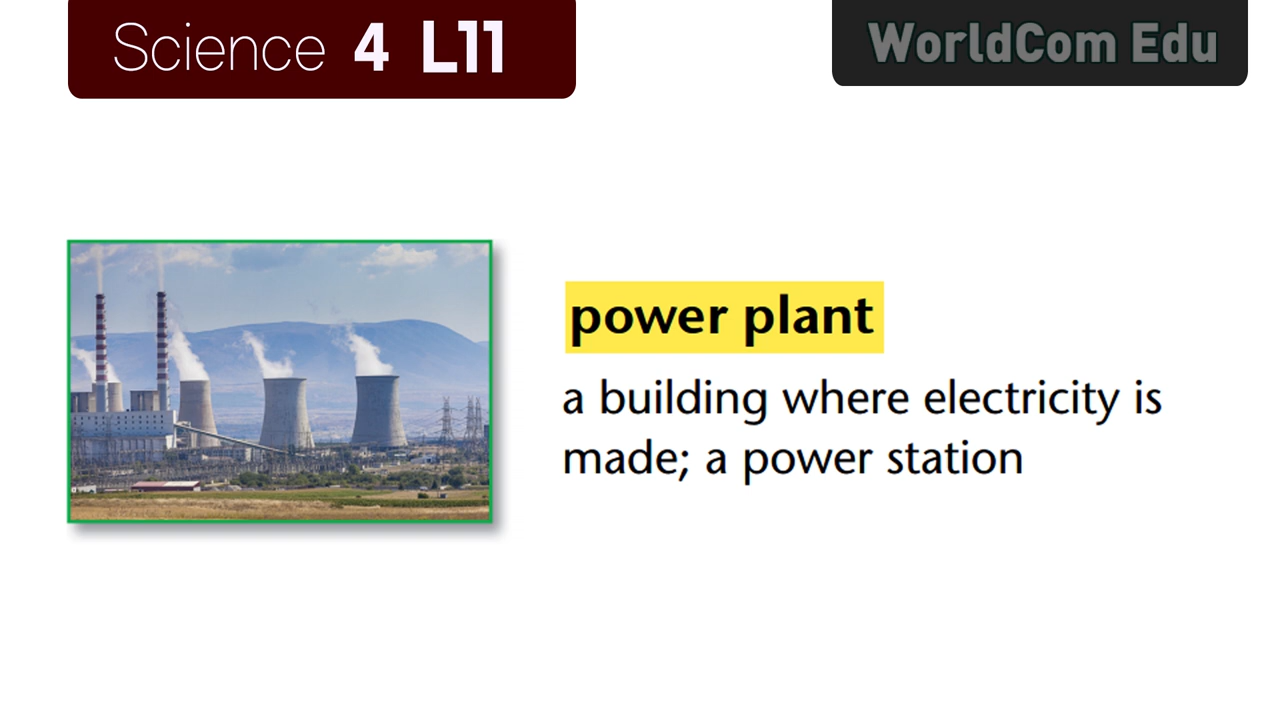 Science 4 L11
WorldCom Edu
power plant
a building where electricity is
made; a power station